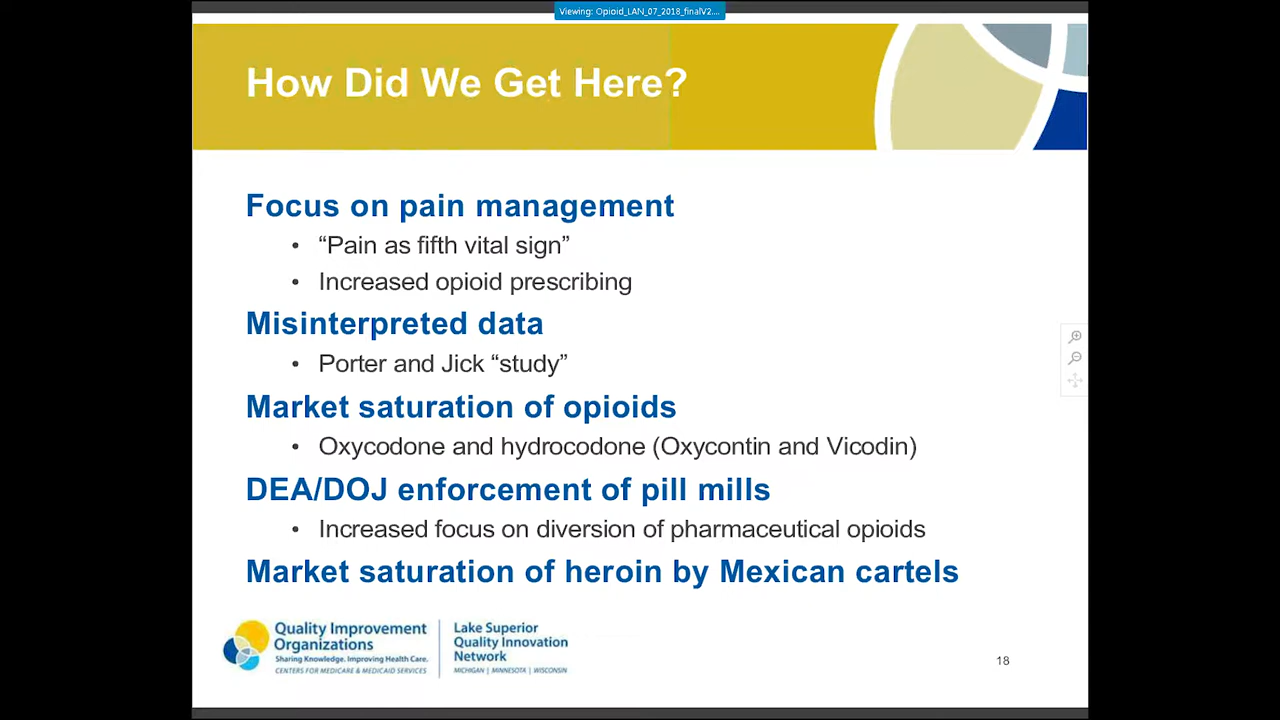 Viewing: Opioid_LAN_07_2018_finalV2....
How Did We Get Here?
Focus on pain management
• “Pain as fifth vital sign”
• Increased opioid prescribing
Misinterpreted data
• Porter and Jick “study”
Market saturation of opioids
• Oxycodone and hydrocodone (Oxycontin and Vicodin)
DEA/DOJ enforcement of pill mills
• Increased focus on diversion of pharmaceutical opioids
Market saturation of heroin by Mexican cartels
Quality Improvement
Organizations
Sharing Knowledge. Improving Health Care.
CENTERS FOR MEDICARE & MEDICAID SERVICES
Lake Superior
Quality Innovation
Network
MICHIGAN | MINNESOTA | WISCONSIN
18